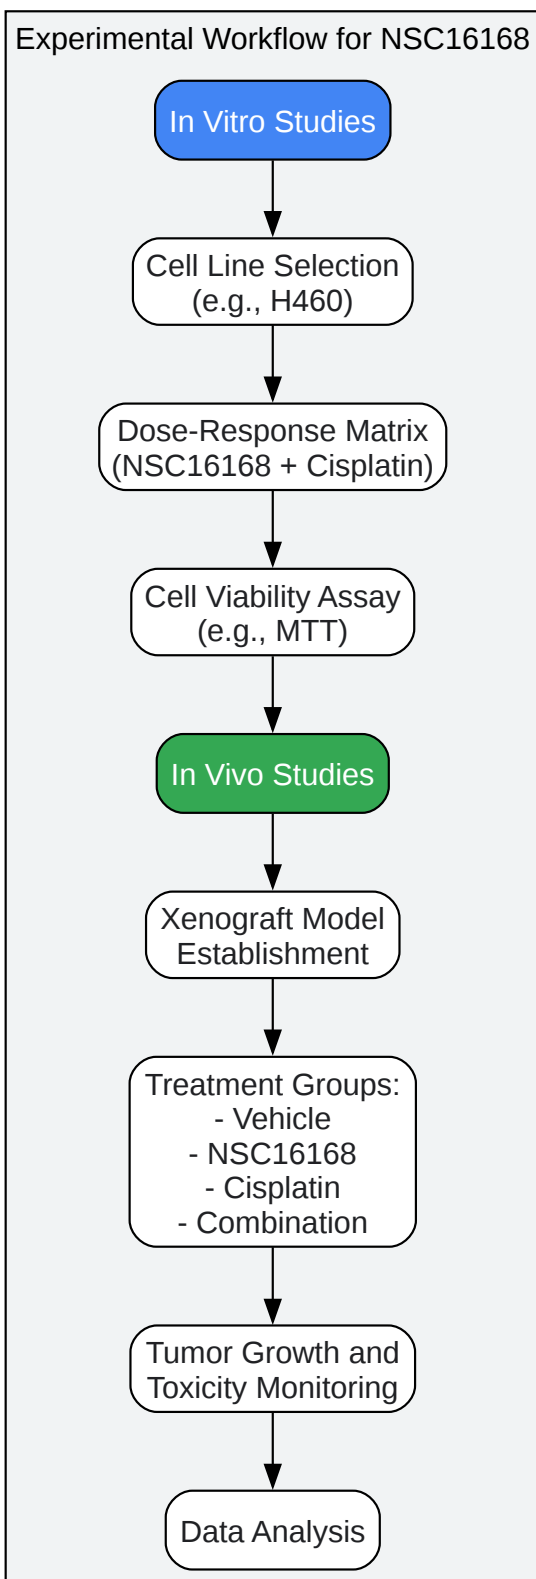 Experimental Workflow for NSC16168
In Vitro Studies
Cell Line Selection
(e.g., H460)
Dose-Response Matrix
(NSC16168 + Cisplatin)
Cell Viability Assay
(e.g., MTT)
In Vivo Studies
Xenograft Model
Establishment
Treatment Groups:
- Vehicle
- NSC16168
- Cisplatin
- Combination
Tumor Growth and
Toxicity Monitoring
Data Analysis